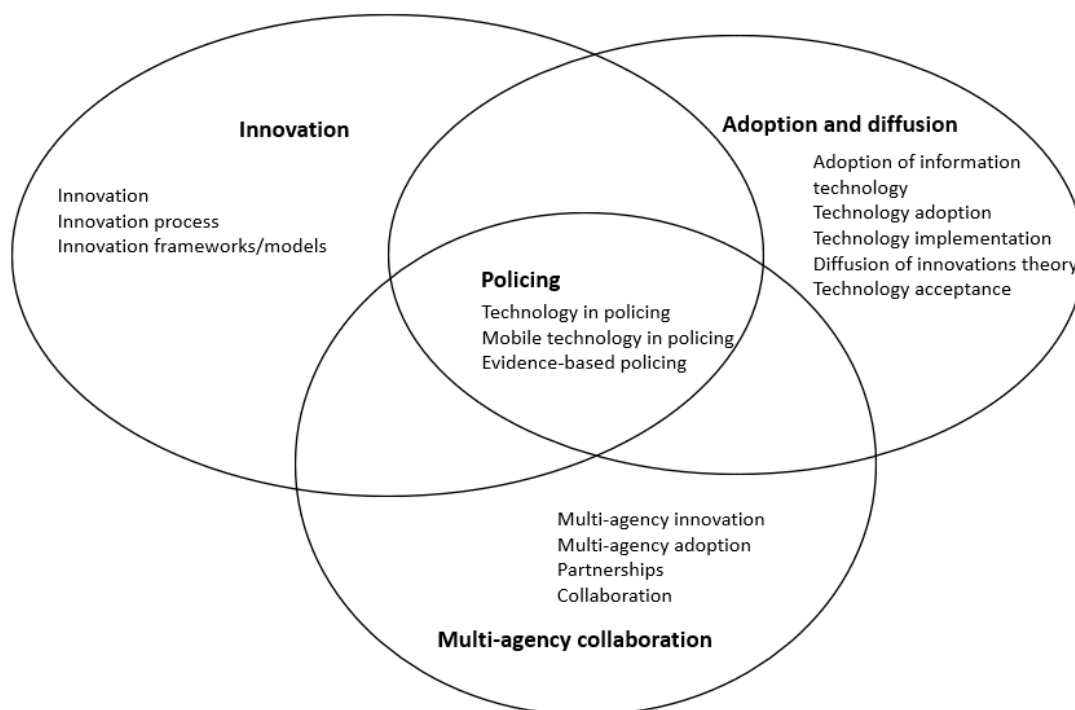 Innovation
Innovation
Innovation process
Innovation frameworks/models
Adoption and diffusion
Adoption of information
technology
Technology adoption
Technology implementation
Diffusion of innovations theory
Technology acceptance
Policing
Technology in policing
Mobile technology in policing
Evidence-based policing
Multi-agency innovation
Multi-agency adoption
Partnerships
Collaboration
Multi-agency collaboration